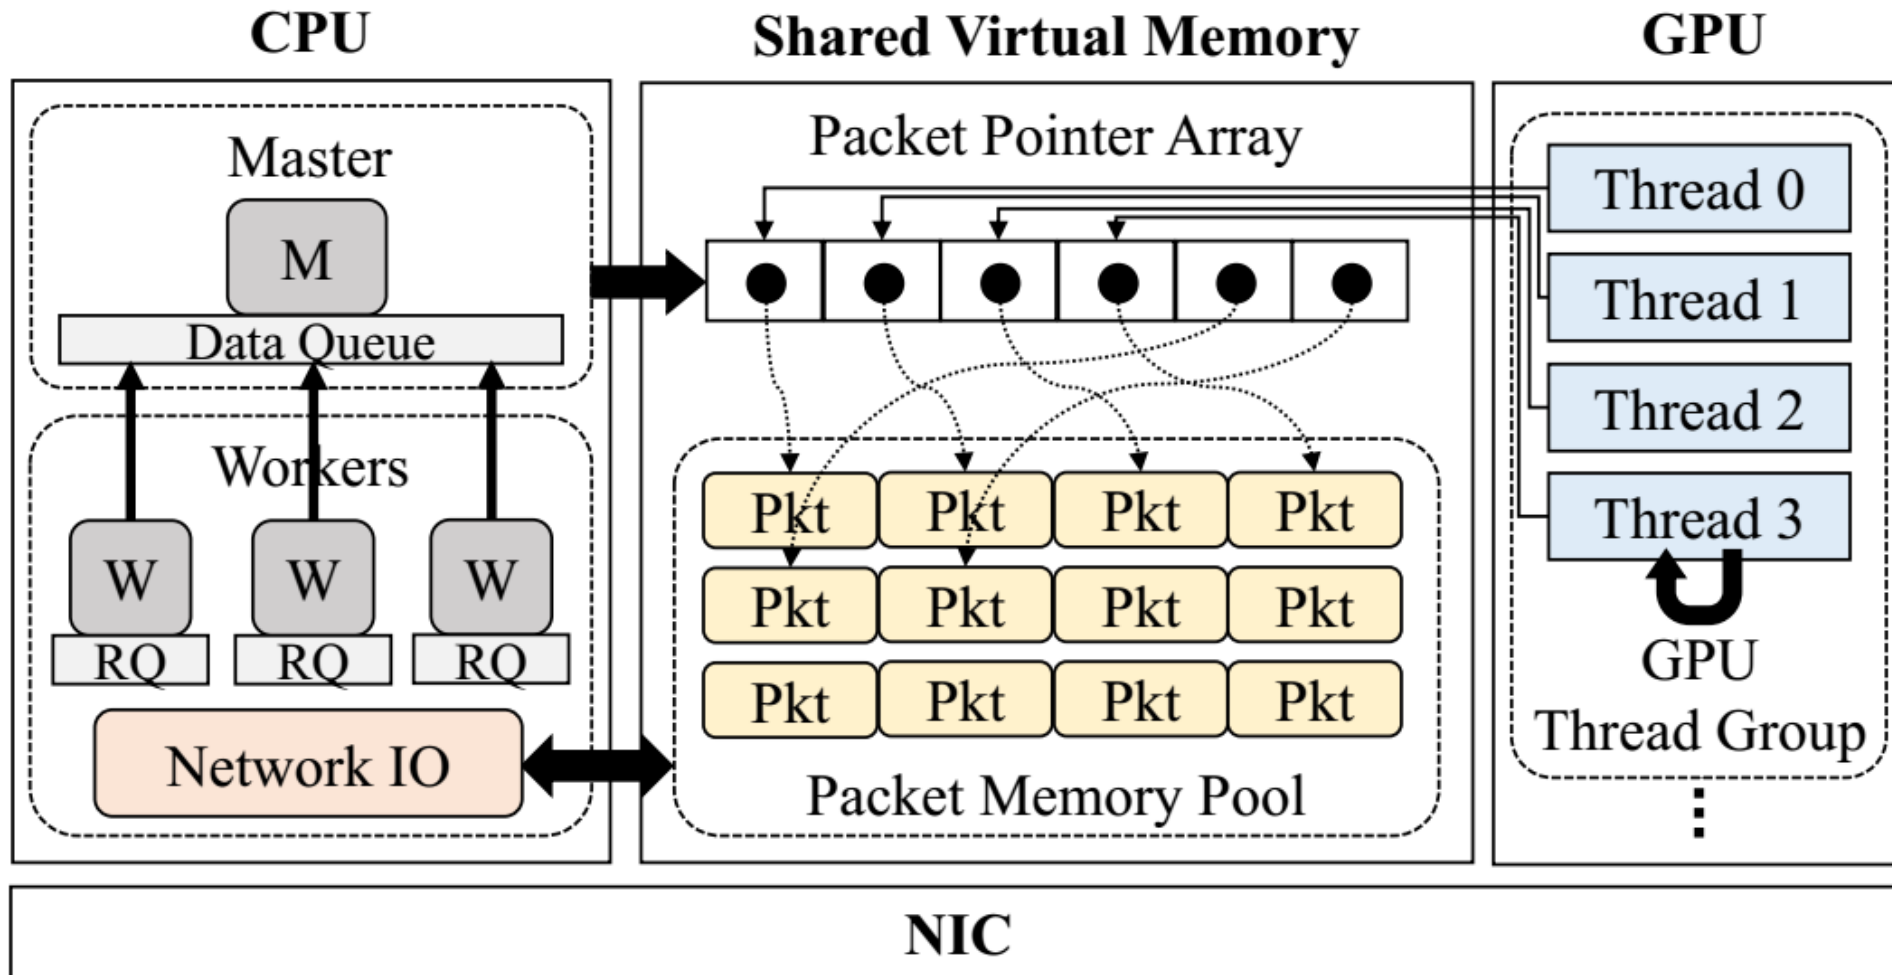 CPU
Shared Virtual Memory
GPU
Master
M
Data Queue
Workers
W W W
RQ RQ RQ
Network IO
Packet Pointer Array
Pkt Pkt Pkt Pkt
Pkt Pkt Pkt Pkt
Pkt Pkt Pkt Pkt
Packet Memory Pool
Thread 0
Thread 1
Thread 2
Thread 3
GPU
Thread Group
NIC